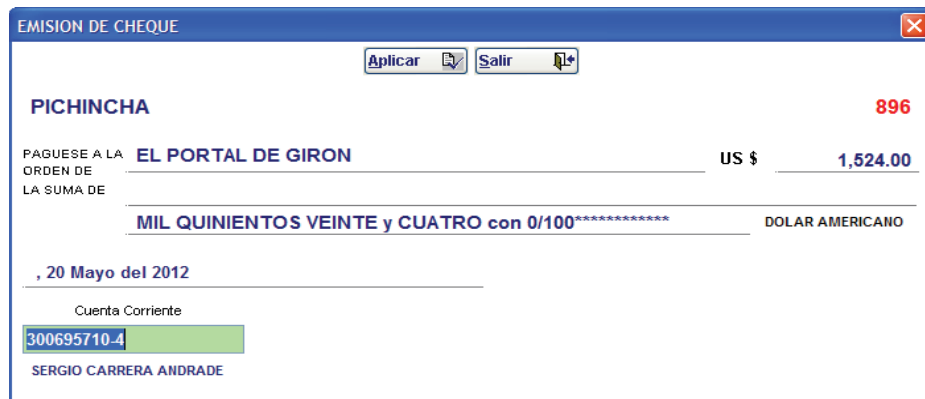 EMISION DE CHEQUE
Aplicar Salir
PICHINCHA 896
PAGUESE A LA ORDEN DE EL PORTAL DE GIRON US $ 1,524.00
LA SUMA DE
MIL QUINIENTOS VEINTE y CUATRO con 0/100************ DOLAR AMERICANO
, 20 Mayo del 2012
Cuenta Corriente
300695710-4
SERGIO CARRERA ANDRADE